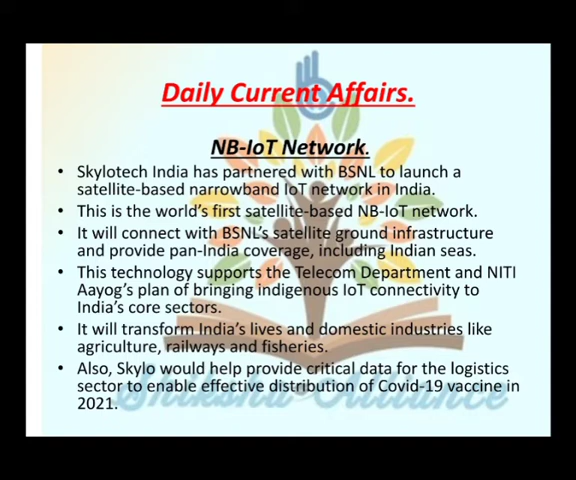 Daily Current Affairs.
NB-IoT Network.
• Skylotech India has partnered with BSNL to launch a
satellite-based narrowband IoT network in India.
• This is the world's first satellite-based NB-IoT network.
• It will connect with BSNL's satellite ground infrastructure
and provide pan-India coverage, including Indian seas.
• This technology supports the Telecom Department and NITI
Aayog's plan of bringing indigenous IoT connectivity to
India's core sectors.
• It will transform India's lives and domestic industries like
agriculture, railways and fisheries.
• Also, Skylo would help provide critical data for the logistics
sector to enable effective distribution of Covid-19 vaccine in
2021.
Shiksha Alliance